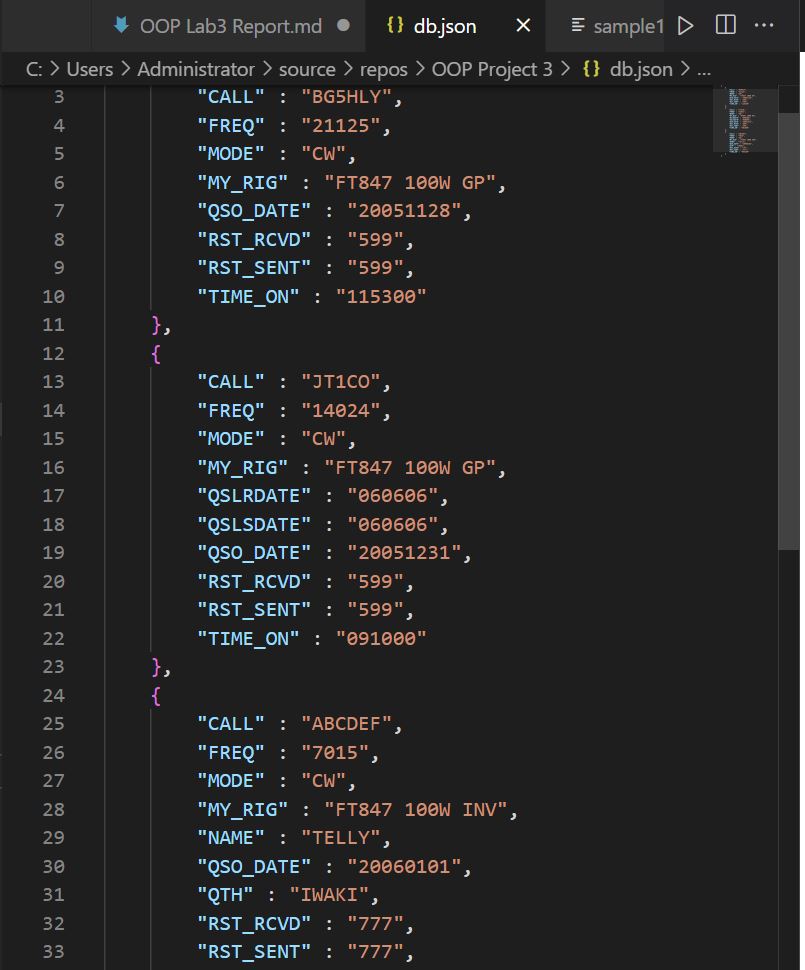 OOP Lab3 Report.md ● {} db.json × sample1
C: > Users > Administrator > source > repos > OOP Project 3 > {} db.json > ...
3 "CALL" : "BG5HLY",
4 "FREQ" : "21125",
5 "MODE" : "CW",
6 "MY_RIG" : "FT847 100W GP",
7 "QSO_DATE" : "20051128",
8 "RST_RCVD" : "599",
9 "RST_SENT" : "599",
10 "TIME_ON" : "115300"
11 },
12 {
13 "CALL" : "JT1CO",
14 "FREQ" : "14024",
15 "MODE" : "CW",
16 "MY_RIG" : "FT847 100W GP",
17 "QSLRDATE" : "060606",
18 "QSLSDATE" : "060606",
19 "QSO_DATE" : "20051231",
20 "RST_RCVD" : "599",
21 "RST_SENT" : "599",
22 "TIME_ON" : "091000"
23 },
24 {
25 "CALL" : "ABCDEF",
26 "FREQ" : "7015",
27 "MODE" : "CW",
28 "MY_RIG" : "FT847 100W INV",
29 "NAME" : "TELLY",
30 "QSO_DATE" : "20060101",
31 "QTH" : "IWAKI",
32 "RST_RCVD" : "777",
33 "RST_SENT" : "777",